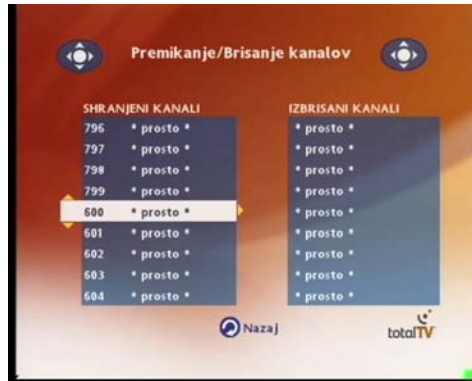 Premikanje/Brisanje kanalov
SHRANJENI KANALI
796 * prosto *
797 * prosto *
798 * prosto *
799 * prosto *
600 * prosto *
601 * prosto *
602 * prosto *
603 * prosto *
604 * prosto *
IZBRISANI KANALI
* prosto *
* prosto *
* prosto *
* prosto *
* prosto *
* prosto *
* prosto *
* prosto *
* prosto *
Nazaj
totalTV